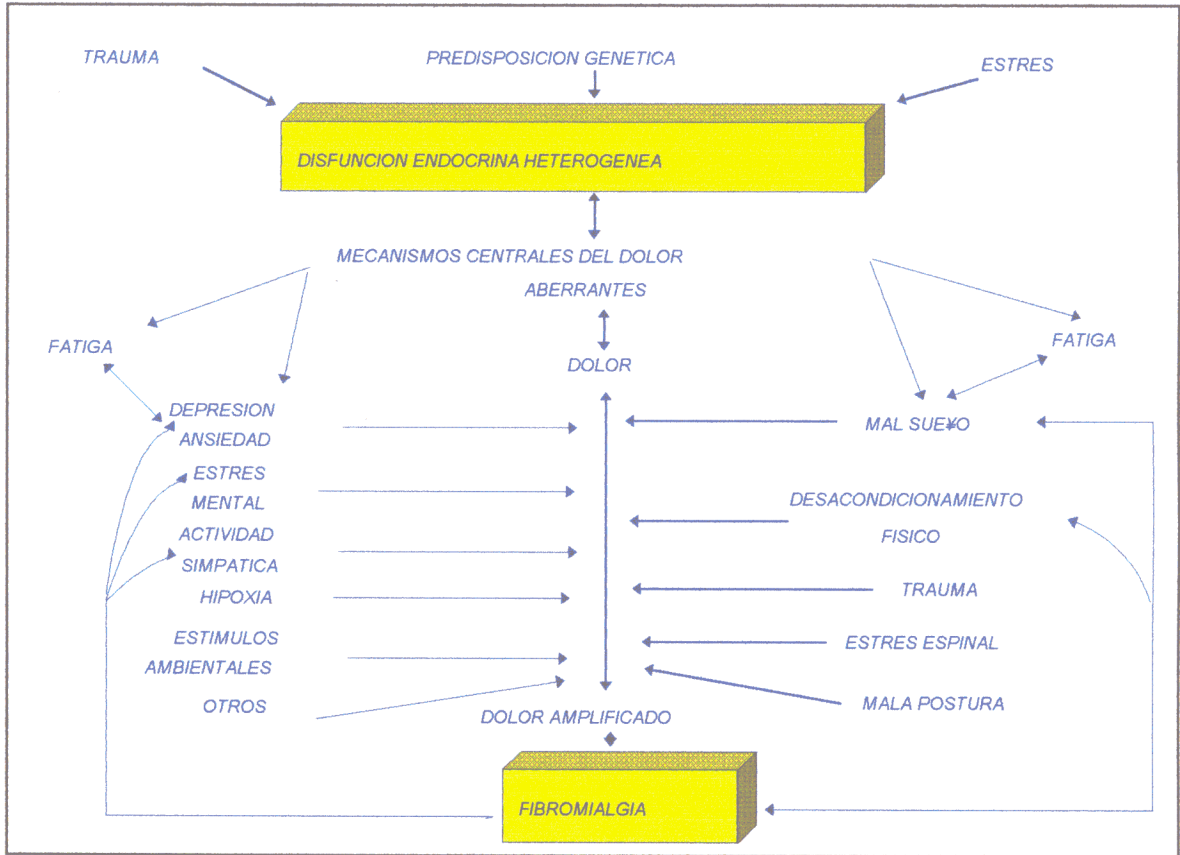 TRAUMA
PREDISPOSICION GENETICA
ESTRES
DISFUNCION ENDOCRINA HETEROGENEA
MECANISMOS CENTRALES DEL DOLOR
ABERRANTES
FATIGA
DOLOR
FATIGA
DEPRESION
ANSIEDAD
MAL SUE¥O
ESTRES
MENTAL
DESACONDICIONAMIENTO
FISICO
ACTIVIDAD
SIMPATICA
HIPOXIA
TRAUMA
ESTIMULOS
AMBIENTALES
ESTRES ESPINAL
OTROS
MALA POSTURA
DOLOR AMPLIFICADO
FIBROMIALGIA